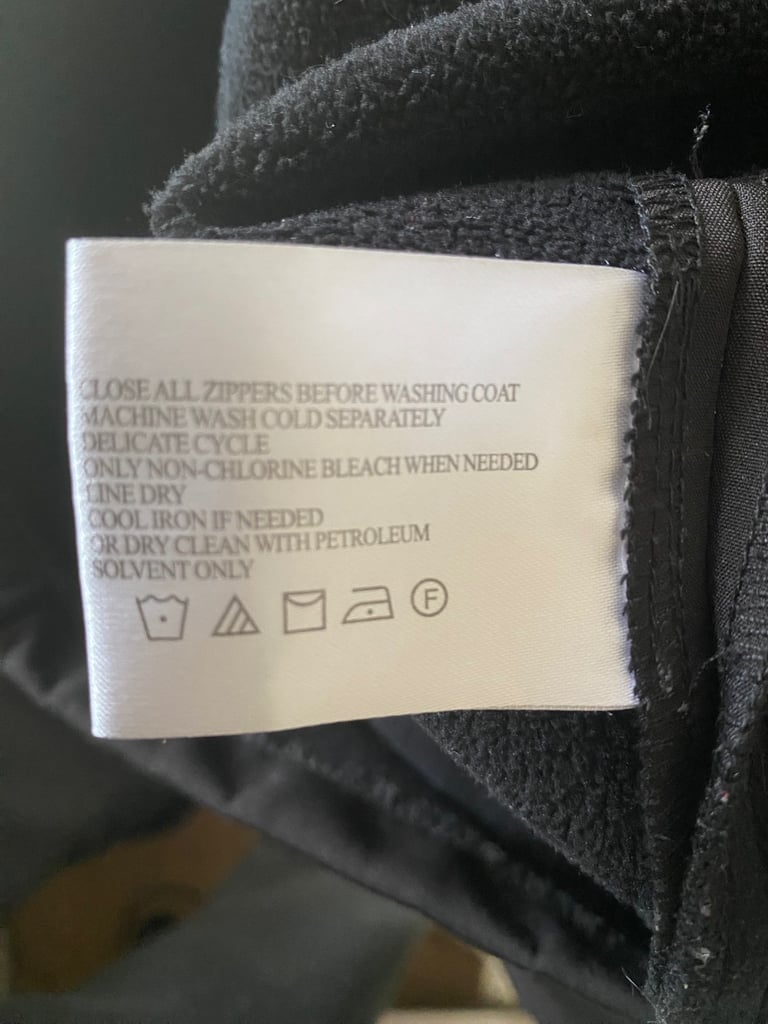 CLOSE ALL ZIPPERS BEFORE WASHING COAT
MACHINE WASH COLD SEPARATELY
DELICATE CYCLE
ONLY NON-CHLORINE BLEACH WHEN NEEDED
LINE DRY
COOL IRON IF NEEDED
OR DRY CLEAN WITH PETROLEUM
SOLVENT ONLY
F